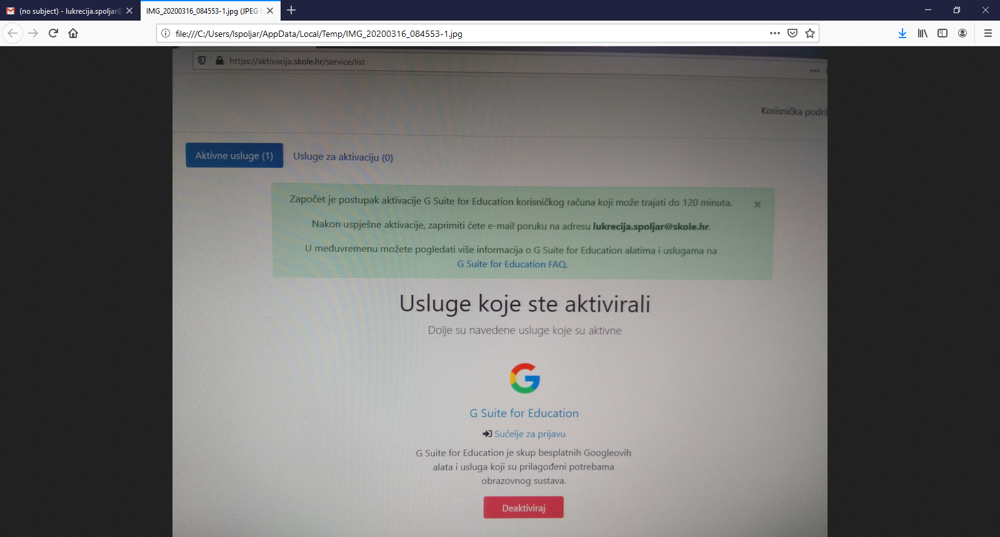 (no subject) - lukrecija.spoljar@
IMG_20200316_084553-1.jpg (JPEG
file:///C:/Users/lspoljar/AppData/Local/Temp/IMG_20200316_084553-1.jpg
https://aktivacija.skole.hr/service/list
Korisnička podrš
Aktivne usluge (1)
Usluge za aktivaciju (0)
Započet je postupak aktivacije G Suite for Education korisničkog računa koji može trajati do 120 minuta.
Nakon uspješne aktivacije, zaprimiti ćete e-mail poruku na adresu lukrecija.spoljar@skole.hr.
U međuvremenu možete pogledati više informacija o G Suite for Education alatima i uslugama na
G Suite for Education FAQ.
Usluge koje ste aktivirali
Dolje su navedene usluge koje su aktivne
G Suite for Education
Sučelje za prijavu
G Suite for Education je skup besplatnih Googleovih
alata i usluga koji su prilagođeni potrebama
obrazovnog sustava.
Deaktiviraj